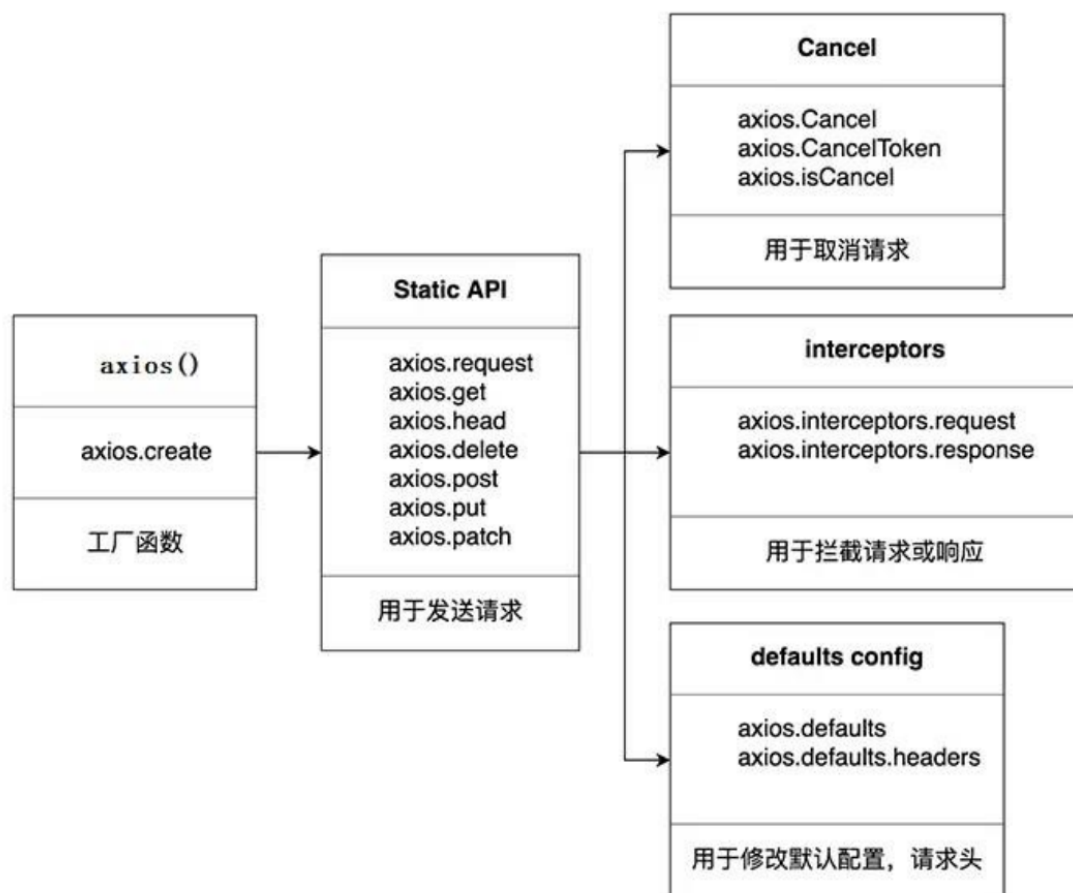 axios()
axios.create
工厂函数
Static API
axios.request
axios.get
axios.head
axios.delete
axios.post
axios.put
axios.patch
用于发送请求
Cancel
axios.Cancel
axios.CancelToken
axios.isCancel
用于取消请求
interceptors
axios.interceptors.request
axios.interceptors.response
用于拦截请求或响应
defaults config
axios.defaults
axios.defaults.headers
用于修改默认配置，请求头